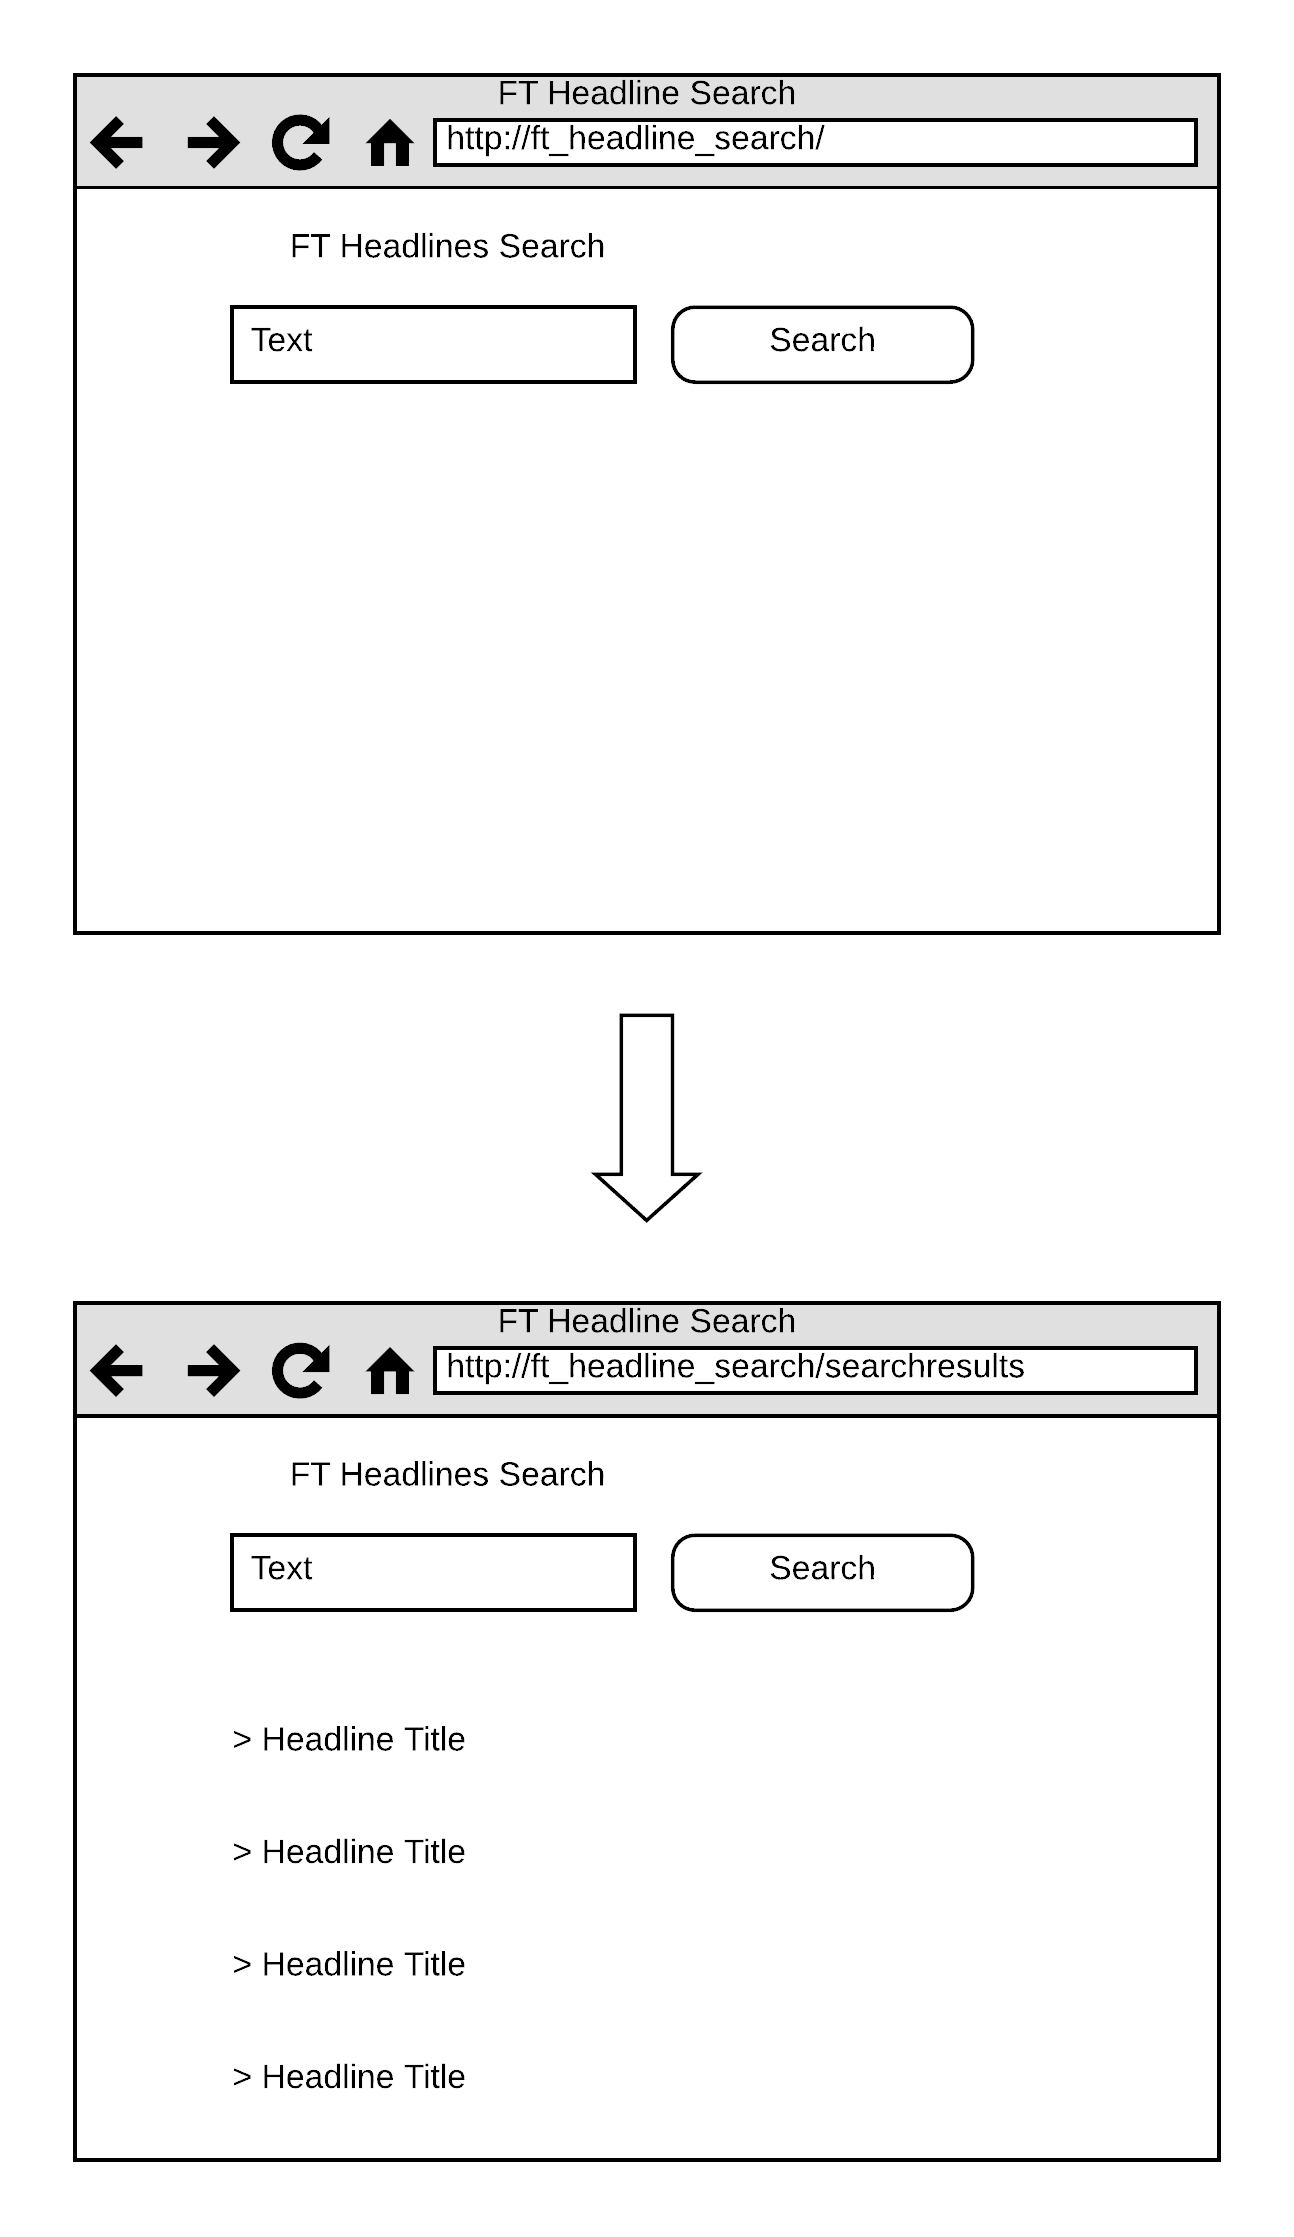 FT Headline Search
http://ft_headline_search/
FT Headlines Search
Text
Search
FT Headline Search
http://ft_headline_search/searchresults
FT Headlines Search
Text
Search
> Headline Title
> Headline Title
> Headline Title
> Headline Title